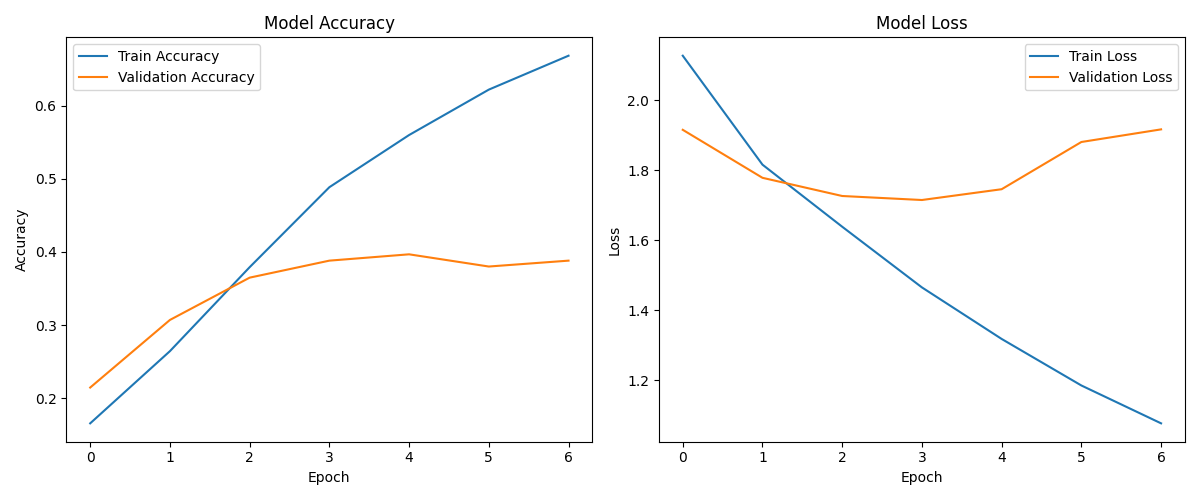 Model Accuracy
Train Accuracy
Validation Accuracy
0.6
0.5
0.4
0.3
0.2
Accuracy
0 1 2 3 4 5 6
Epoch
Model Loss
Train Loss
Validation Loss
2.0
1.8
1.6
1.4
1.2
Loss
0 1 2 3 4 5 6
Epoch